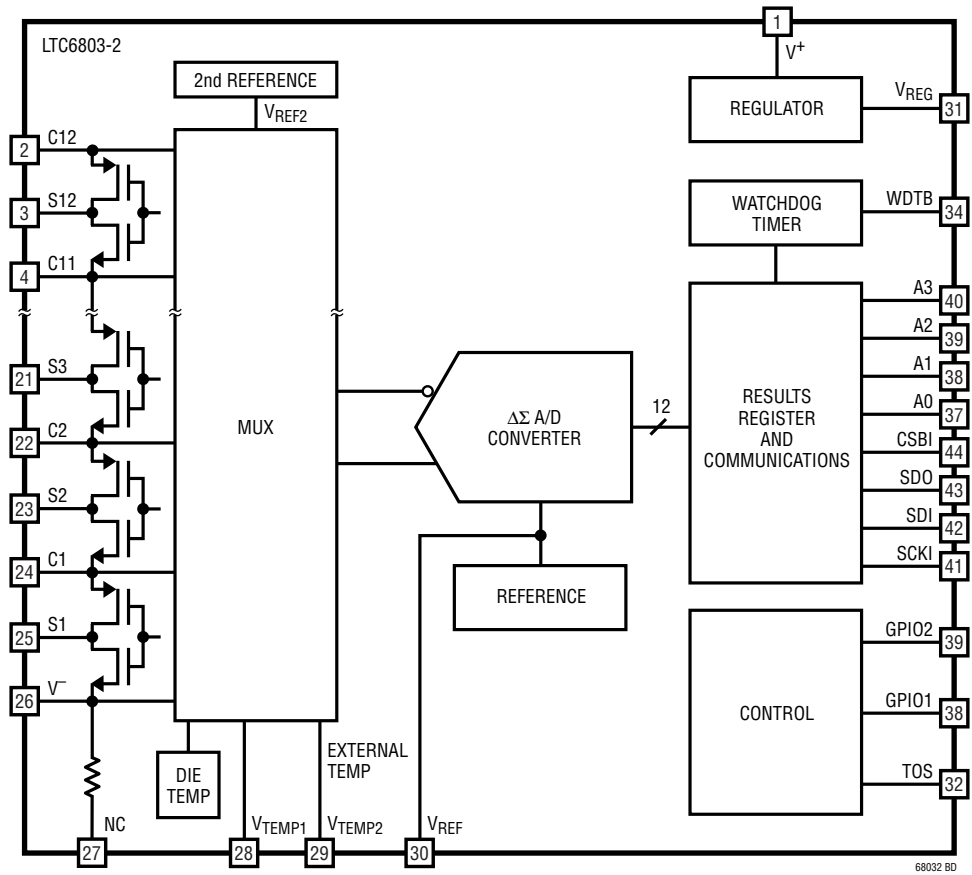 LTC6803-2
1
V+
2nd REFERENCE
VREF2
REGULATOR
VREG
31
2
C12
3
S12
4
C11
WATCHDOG
TIMER
WDTB
34
21
S3
22
C2
23
S2
24
C1
25
S1
26
V–
MUX
ΔΣ A/D
CONVERTER
12
RESULTS
REGISTER
AND
COMMUNICATIONS
A3
40
A2
39
A1
38
A0
37
CSBI
44
SDO
43
SDI
42
SCKI
41
REFERENCE
CONTROL
GPIO2
39
GPIO1
38
TOS
32
DIE
TEMP
EXTERNAL
TEMP
NC
27
VTEMP1
28
VTEMP2
29
VREF
30
68032 BD